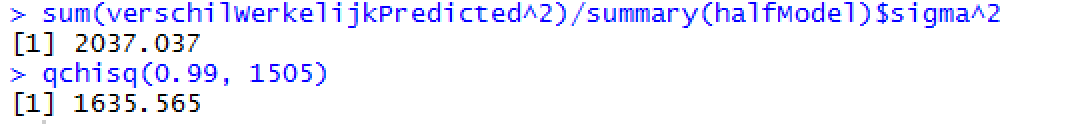 > sum(verschilWerkelijkPredicted^2)/summary(halfModel)$sigma^2
[1] 2037.037
> qchisq(0.99, 1505)
[1] 1635.565